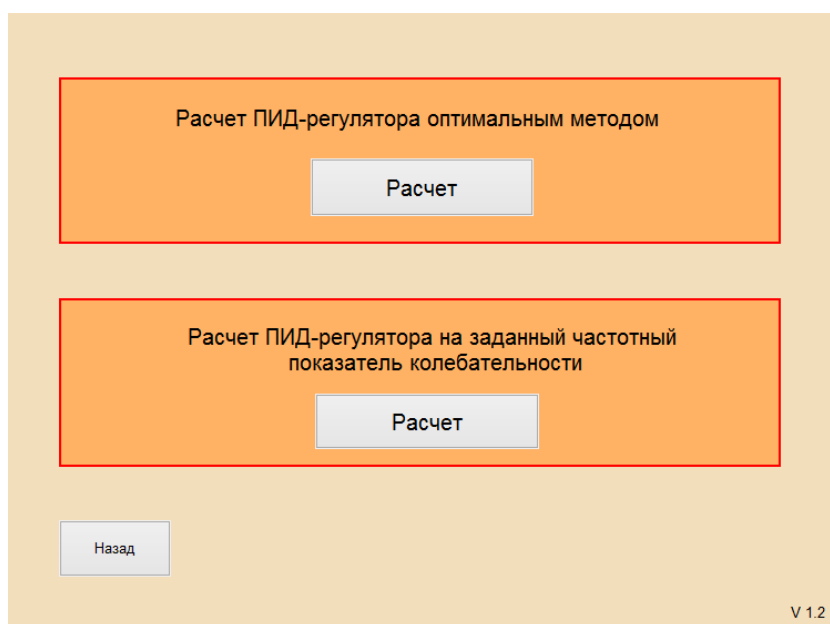 Расчет ПИД-регулятора оптимальным методом
Расчет
Расчет ПИД-регулятора на заданный частотный
показатель колебательности
Расчет
Назад
V 1.2